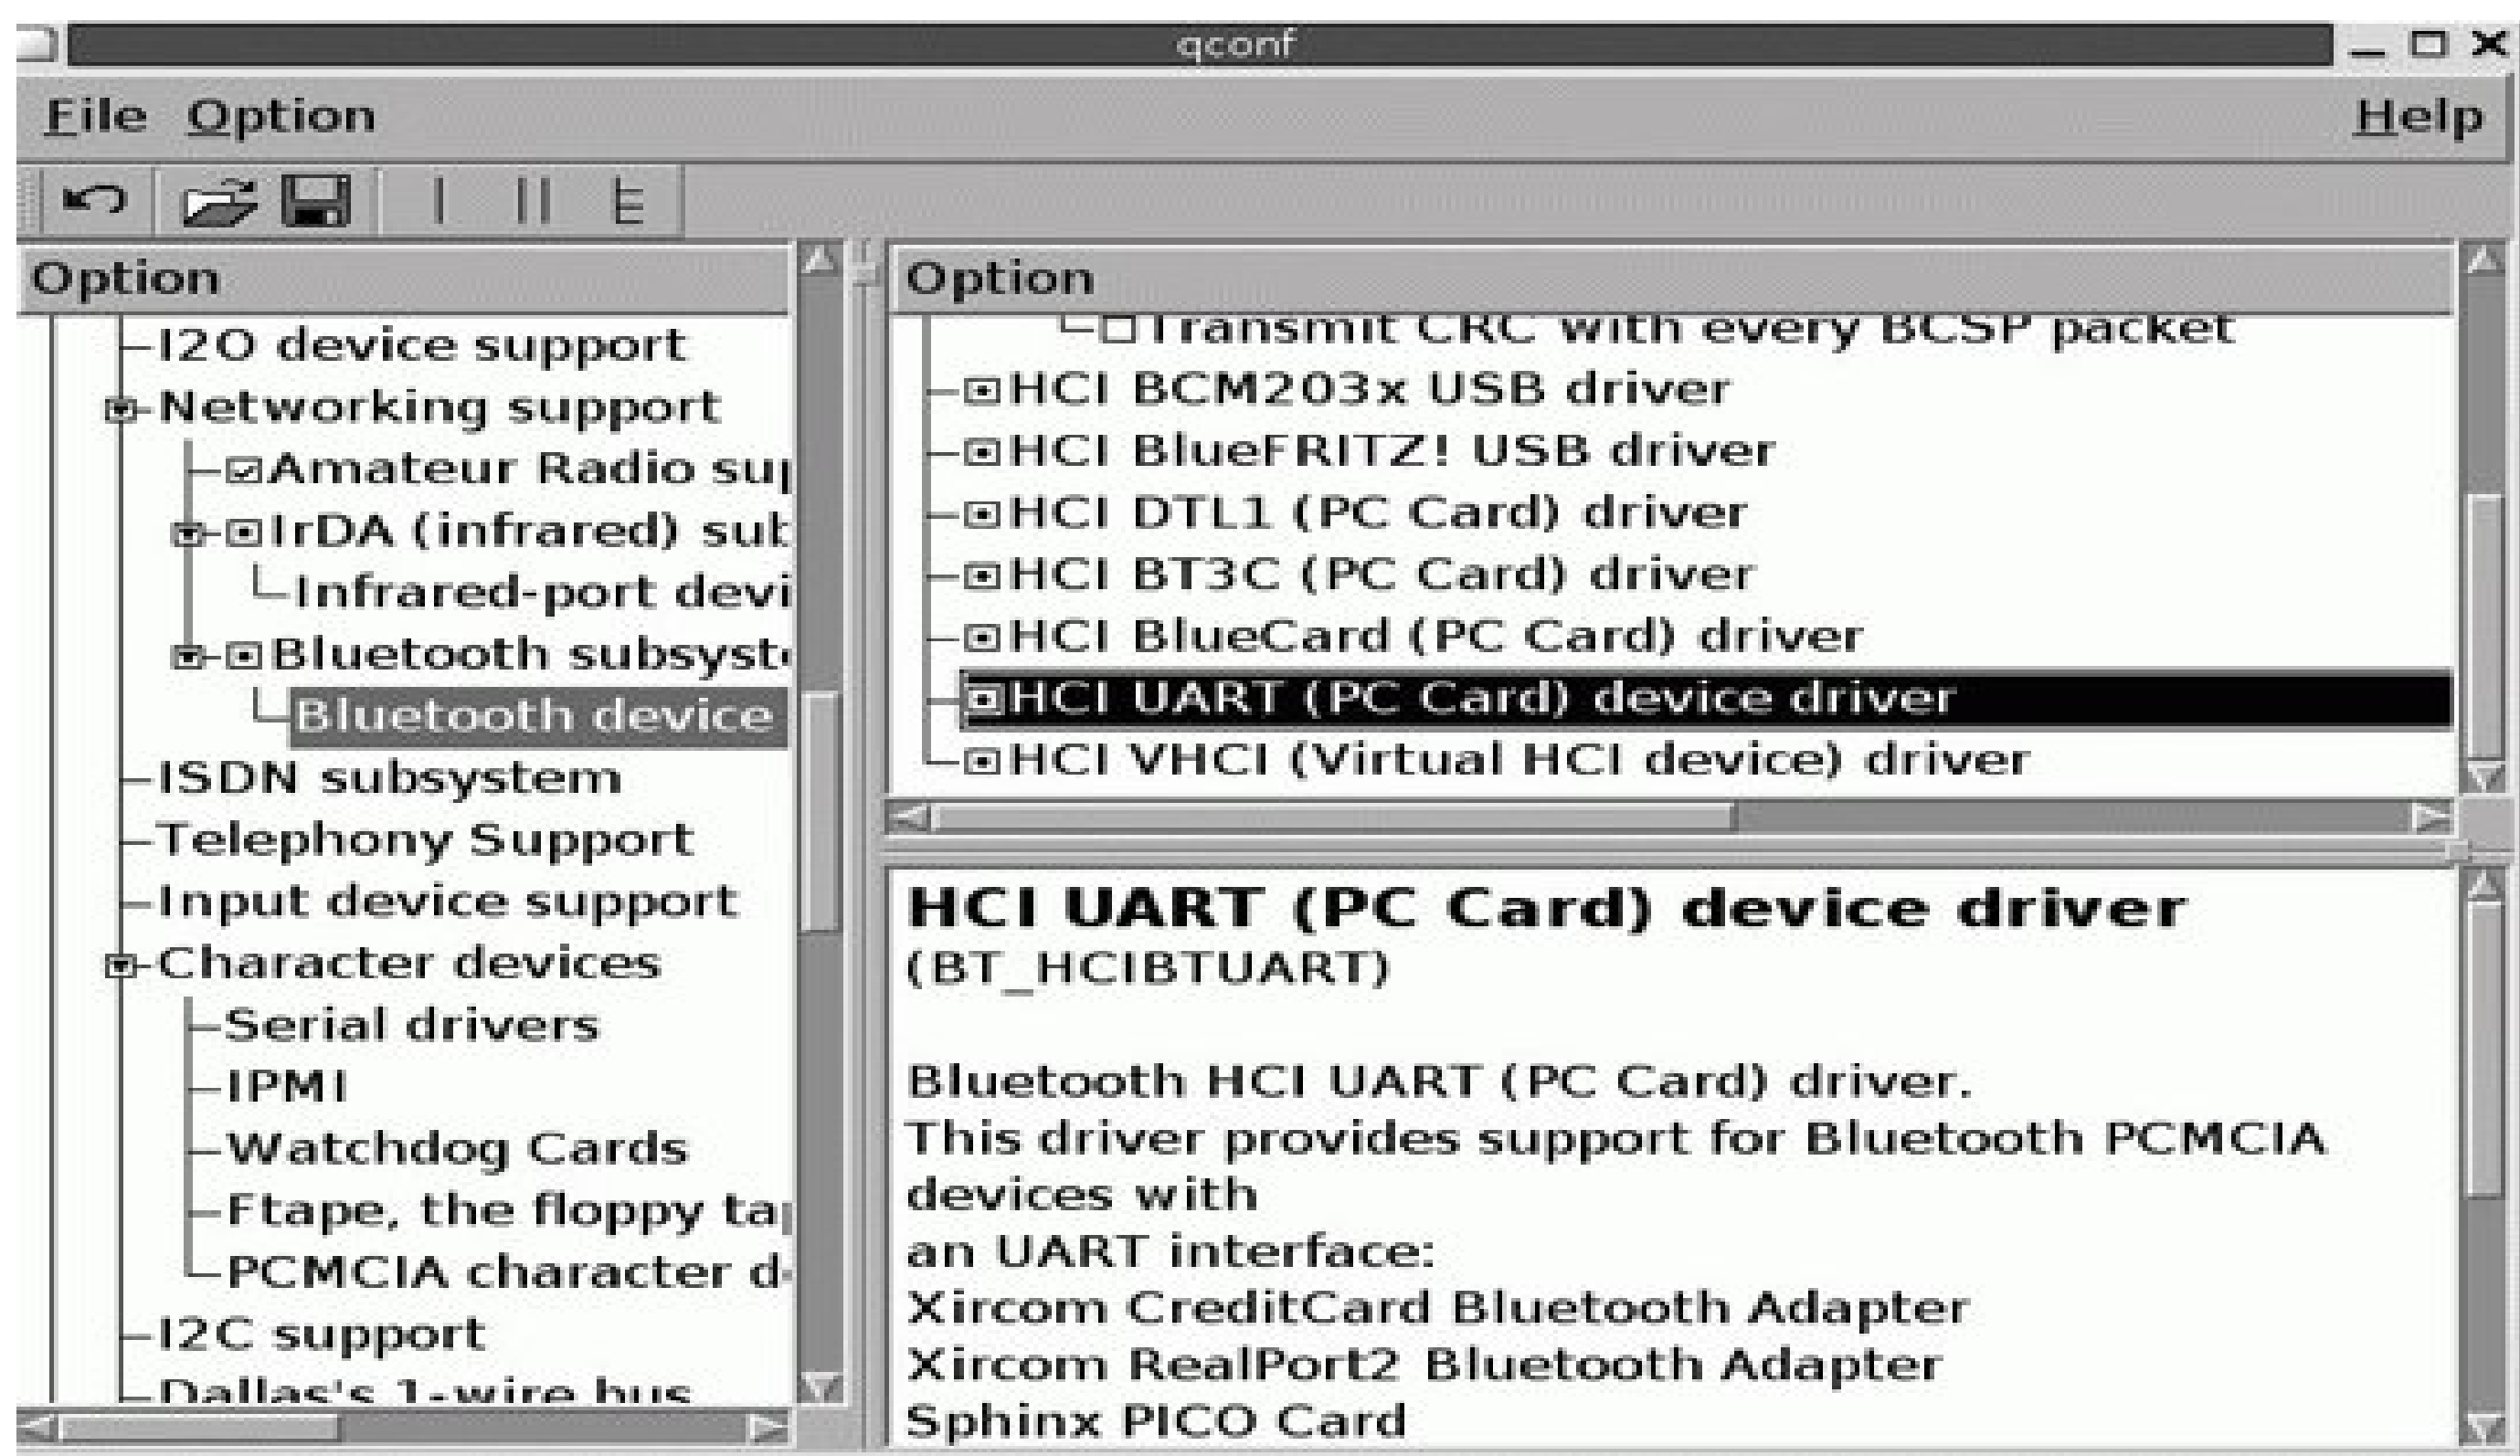 qconf
File Option Help
Option
I2O device support
Networking support
Amateur Radio
IrDA (infrared)
Infrared-port
Bluetooth
Bluetooth device
ISDN subsystem
Telephony Support
Input device support
Character devices
Serial drivers
IPMI
Watchdog Cards
Ftape, the floppy
PCMCIA character
I2C support
Dallas's 1-wire bus
Option
Transmit CRC with every BCSP packet
HCI BCM203x USB driver
HCI BlueFRITZ! USB driver
HCI DTL1 (PC Card) driver
HCI BT3C (PC Card) driver
HCI BlueCard (PC Card) driver
HCI UART (PC Card) device driver
HCI VHCI (Virtual HCI device) driver
HCI UART (PC Card) device driver
(BT_HCIBTUART)
Bluetooth HCI UART (PC Card) driver.
This driver provides support for Bluetooth PCMCIA
devices with
an UART interface:
Xircom CreditCard Bluetooth Adapter
Xircom RealPort2 Bluetooth Adapter
Sphinx PICO Card